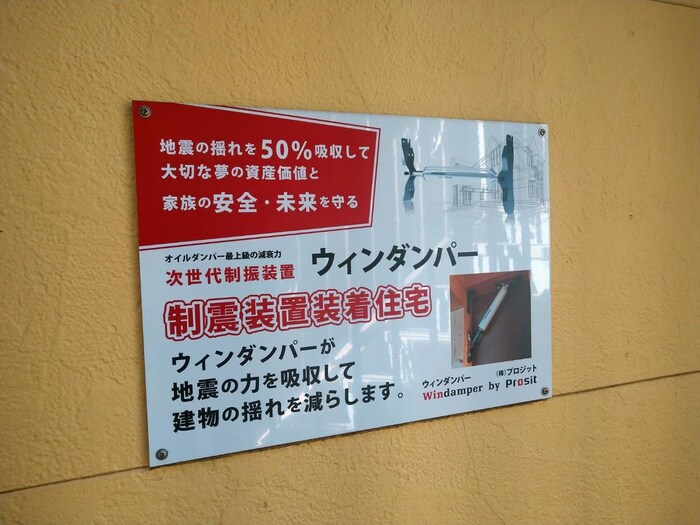 地震の揺れを50%吸収して
大切な夢の資産価値と
家族の安全・未来を守る
オイルダンパー最上級の減衰力
次世代制振装置 ウィンダンパー
制震装置装着住宅
ウィンダンパーが
地震の力を吸収して
建物の揺れを減らします。
ウィンダンパー (株)プロジット
Windamper by Prosit